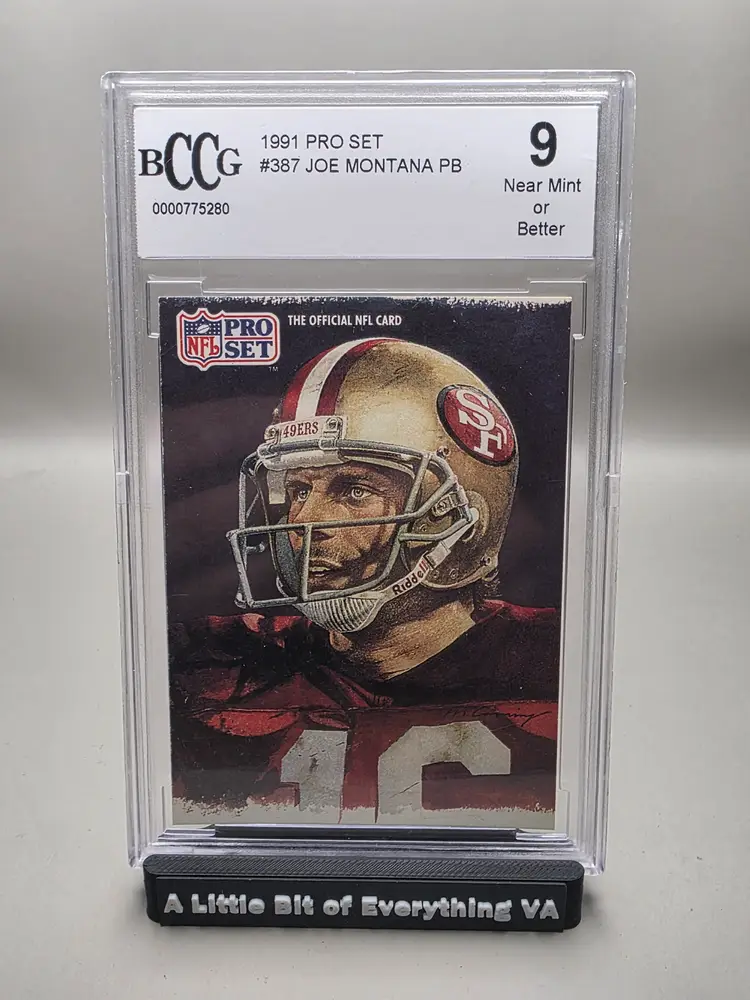 BCCG
1991 PRO SET
#387 JOE MONTANA PB
0000775280
9
Near Mint
or
Better
NFL
PRO
SET
TM
THE OFFICIAL NFL CARD
49ERS
SF
Riddell
16
A Little Bit of Everything VA